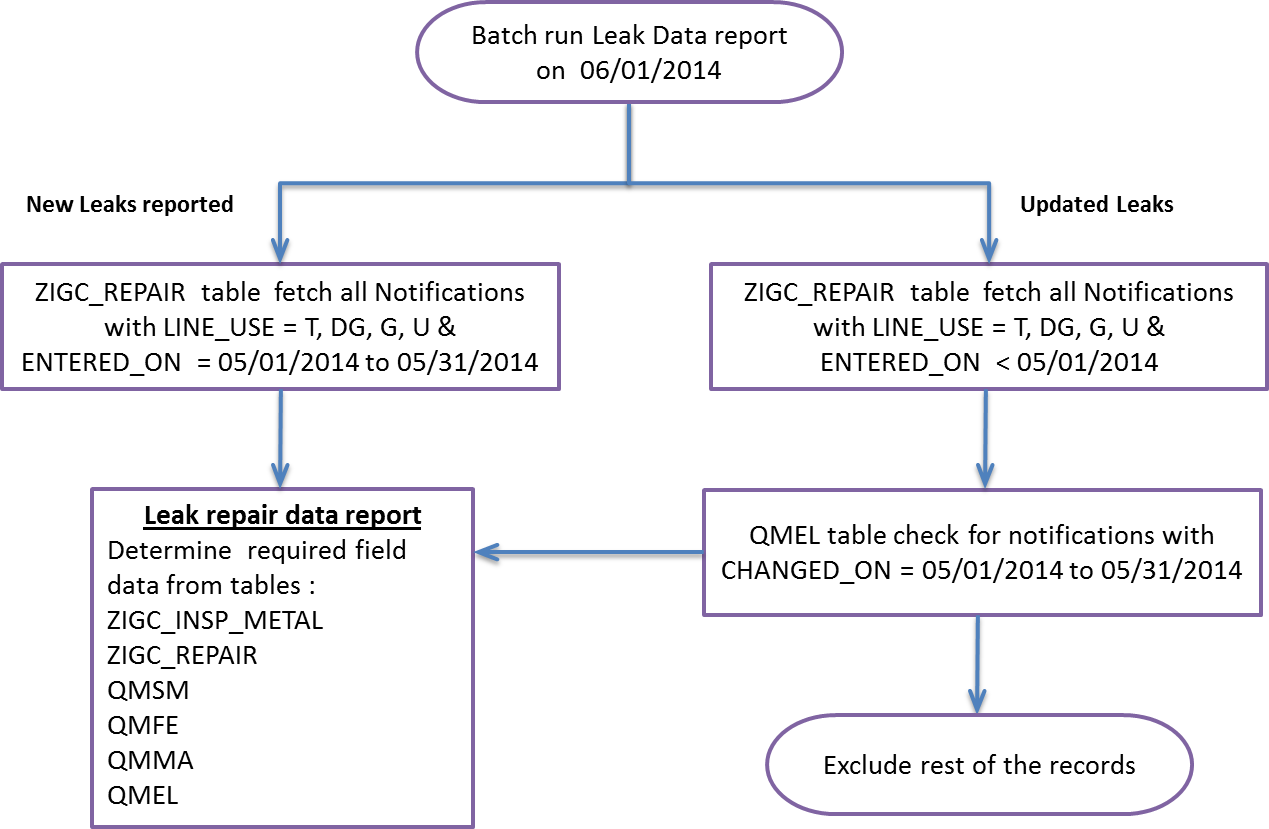 Batch run Leak Data report
on 06/01/2014
New Leaks reported
Updated Leaks
ZIGC_REPAIR table fetch all Notifications
with LINE_USE = T, DG, G, U &
ENTERED_ON = 05/01/2014 to 05/31/2014
ZIGC_REPAIR table fetch all Notifications
with LINE_USE = T, DG, G, U &
ENTERED_ON < 05/01/2014
Leak repair data report
Determine required field
data from tables :
ZIGC_INSP_METAL
ZIGC_REPAIR
QMSM
QMFE
QMMA
QMEL
QMEL table check for notifications with
CHANGED_ON = 05/01/2014 to 05/31/2014
Exclude rest of the records